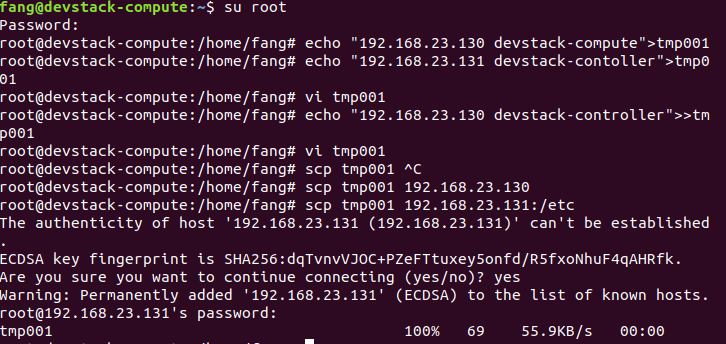 fang@devstack-compute:~$ su root
Password:
root@devstack-compute:/home/fang# echo "192.168.23.130 devstack-compute">tmp001
root@devstack-compute:/home/fang# echo "192.168.23.131 devstack-contoller">tmp0
01
root@devstack-compute:/home/fang# vi tmp001
root@devstack-compute:/home/fang# echo "192.168.23.130 devstack-controller">>tm
p001
root@devstack-compute:/home/fang# vi tmp001
root@devstack-compute:/home/fang# scp tmp001 ^C
root@devstack-compute:/home/fang# scp tmp001 192.168.23.130
root@devstack-compute:/home/fang# scp tmp001 192.168.23.131:/etc
The authenticity of host '192.168.23.131 (192.168.23.131)' can't be established
.
ECDSA key fingerprint is SHA256:dqTvnvVJOC+PZeFTtuxey5onfd/R5fxoNhuF4qAHRfk.
Are you sure you want to continue connecting (yes/no)? yes
Warning: Permanently added '192.168.23.131' (ECDSA) to the list of known hosts.
root@192.168.23.131's password:
tmp001 100% 69 55.9KB/s 00:00